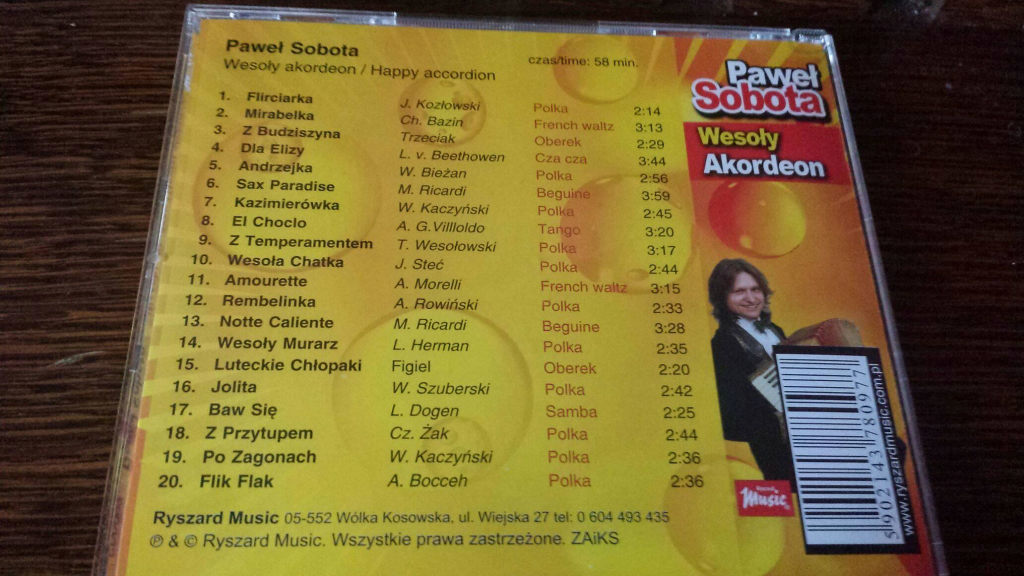 Paweł Sobota
Wesoły akordeon / Happy accordion czas/time: 58 min.
1. Flirciarka J. Kozłowski Polka 2:14
2. Mirabelka Ch. Bazin French waltz 3:13
3. Z Budziszyna Trzeciak Oberek 2:29
4. Dla Elizy L. v. Beethowen Cza cza 3:44
5. Andrzejka W. Bieżan Polka 2:56
6. Sax Paradise M. Ricardi Beguine 3:59
7. Kazimierówka W. Kaczyński Polka 2:45
8. El Choclo A. G.Villloldo Tango 3:20
9. Z Temperamentem T. Wesołowski Polka 3:17
10. Wesoła Chatka J. Steć Polka 2:44
11. Amourette A. Morelli French waltz 3:15
12. Rembelinka A. Rowiński Polka 2:33
13. Notte Caliente M. Ricardi Beguine 3:28
14. Wesoły Murarz L. Herman Polka 2:35
15. Luteckie Chłopaki Figiel Oberek 2:20
16. Jolita W. Szuberski Polka 2:42
17. Baw Się L. Dogen Samba 2:25
18. Z Przytupem Cz. Żak Polka 2:44
19. Po Zagonach W. Kaczyński Polka 2:36
20. Flik Flak A. Bocceh Polka 2:36
Ryszard Music 05-552 Wólka Kosowska, ul. Wiejska 27 tel: 0 604 493 435
℗ & © Ryszard Music. Wszystkie prawa zastrzeżone. ZAiKS
Paweł
Sobota
Wesoły
Akordeon
Ryszard
Music
5902143780977
www.ryszardmusic.com.pl